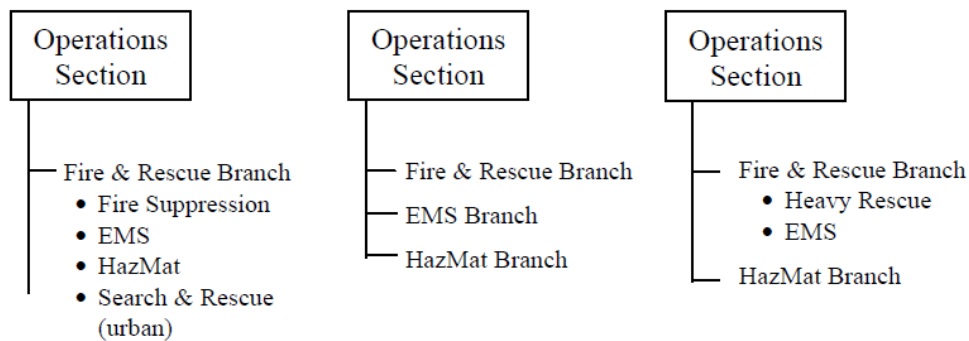 Operations
Section
Fire & Rescue Branch
• Fire Suppression
• EMS
• HazMat
• Search & Rescue
(urban)
Operations
Section
Fire & Rescue Branch
EMS Branch
HazMat Branch
Operations
Section
Fire & Rescue Branch
• Heavy Rescue
• EMS
HazMat Branch